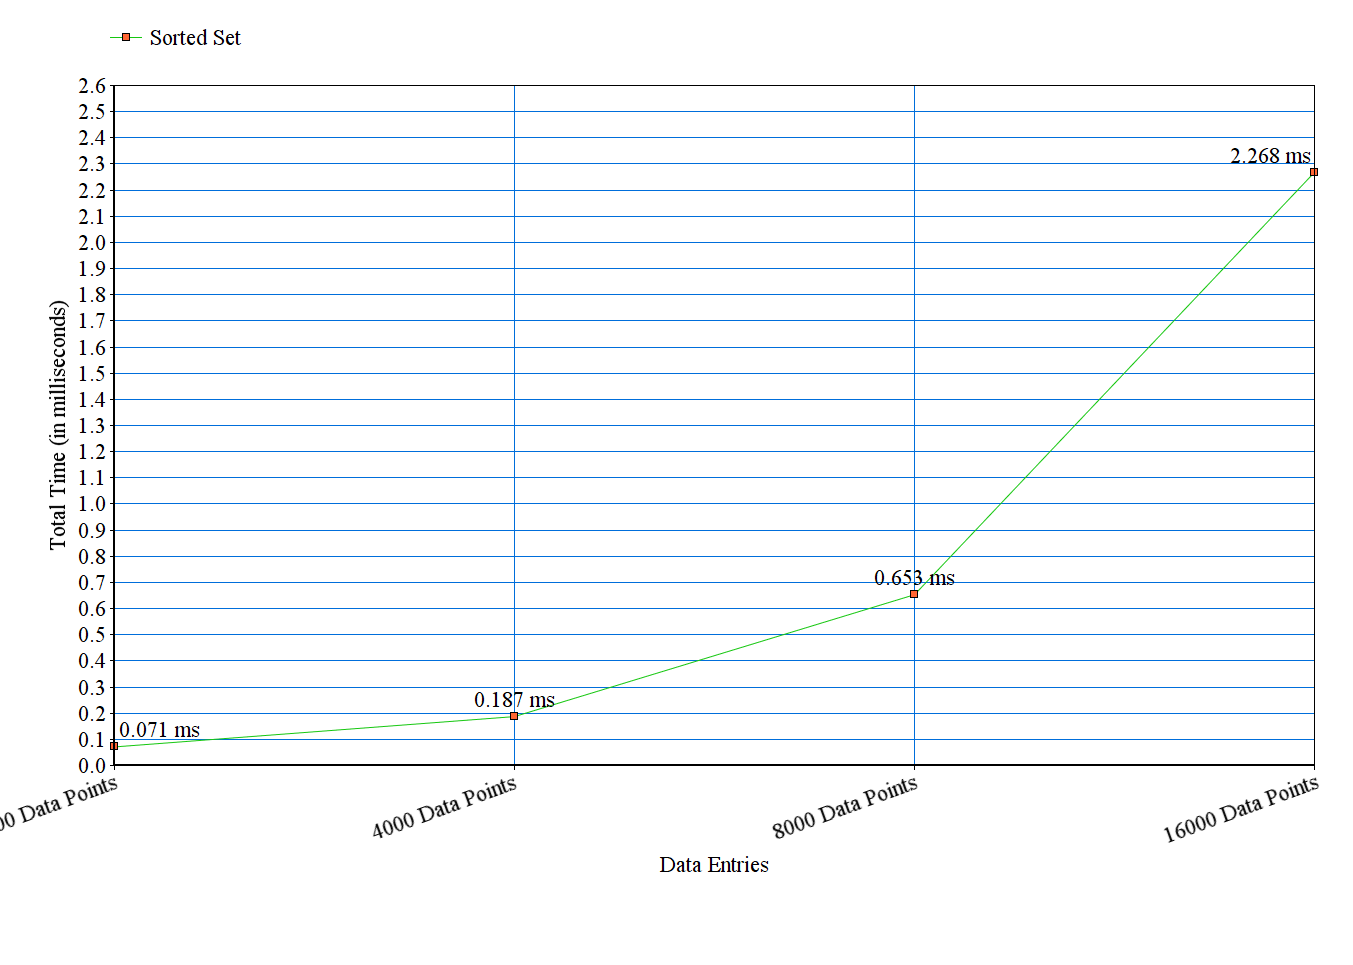 Sorted Set
2.6
2.5
2.4
2.3
2.268 ms
2.2
2.1
2.0
1.9
1.8
1.7
1.6
1.5
1.4
1.3
1.2
1.1
1.0
0.9
0.8
0.7
0.653 ms
0.6
0.5
0.4
0.3
0.187 ms
0.2
0.071 ms
0.1
0.0
Total Time (in milliseconds)
00 Data Points
4000 Data Points
8000 Data Points
16000 Data Points
Data Entries